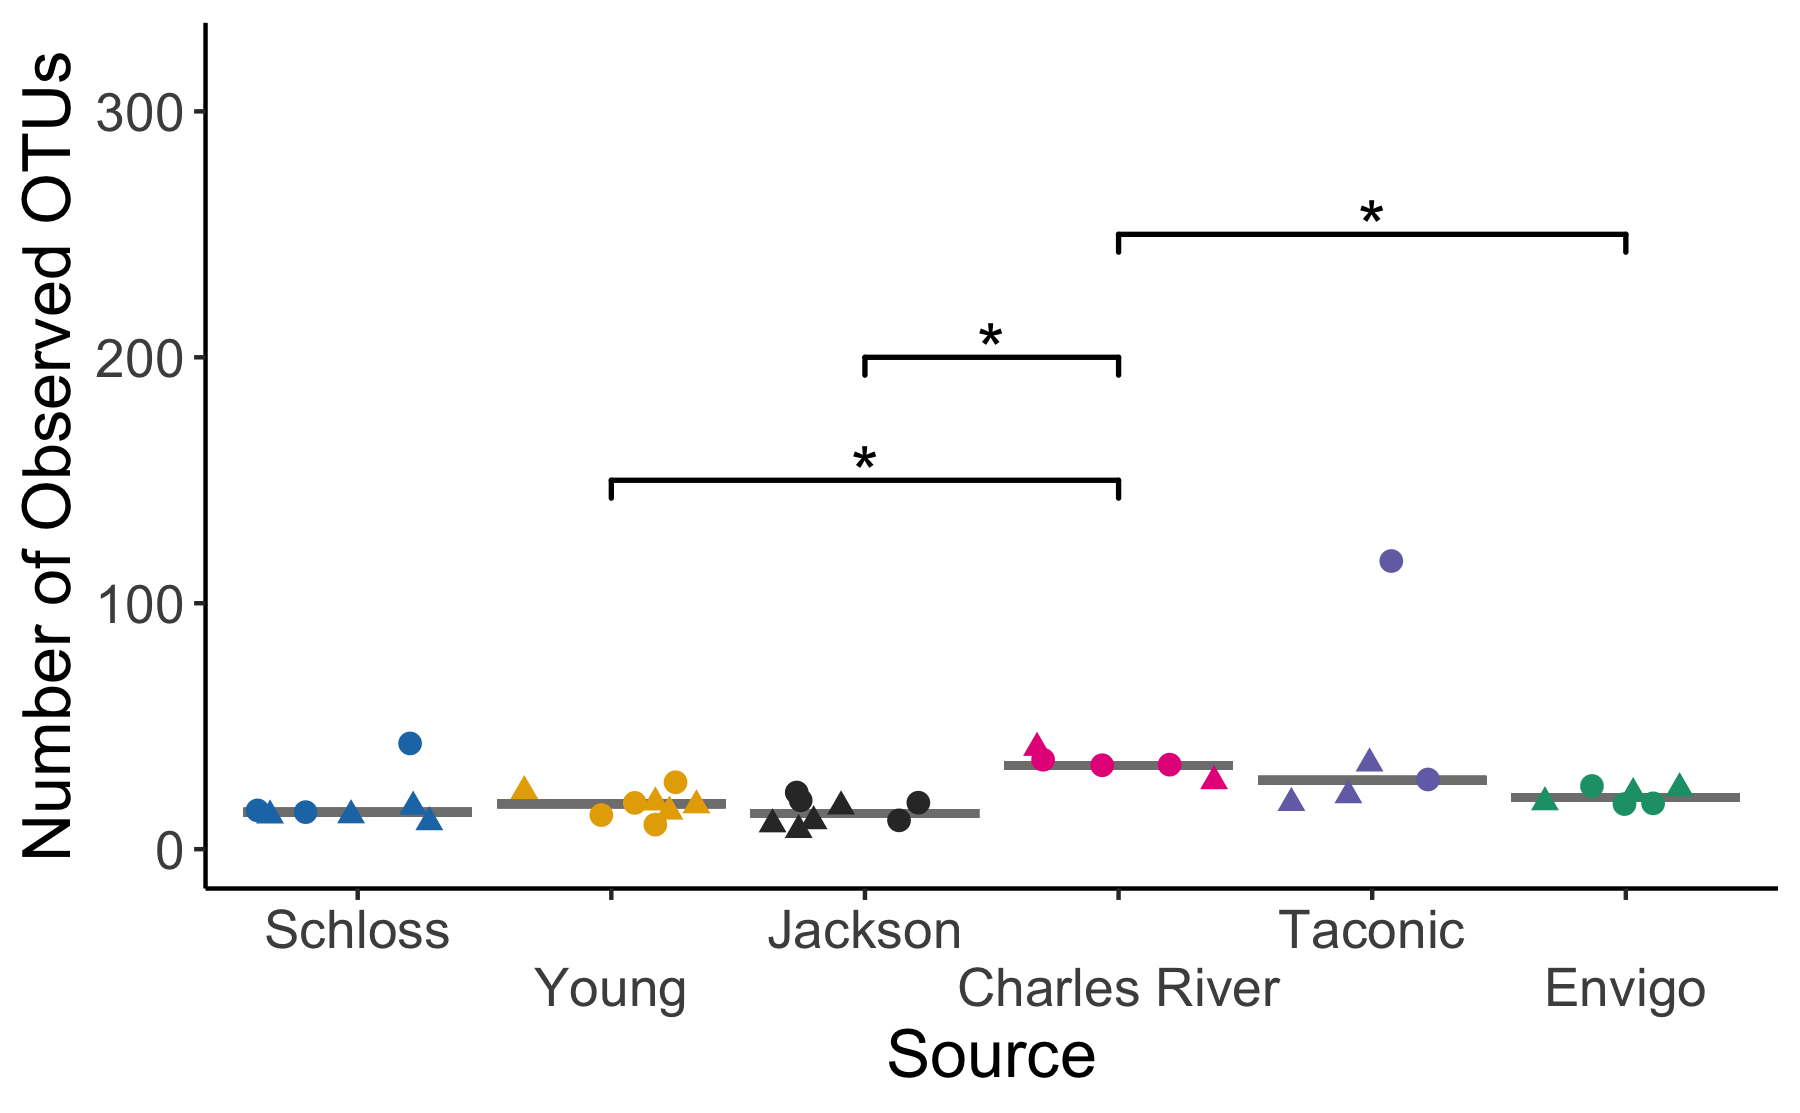 Number of Observed OTUs
300
200
100
0
*
*
*
Schloss
Jackson
Taconic
Young
Charles River
Envigo
Source